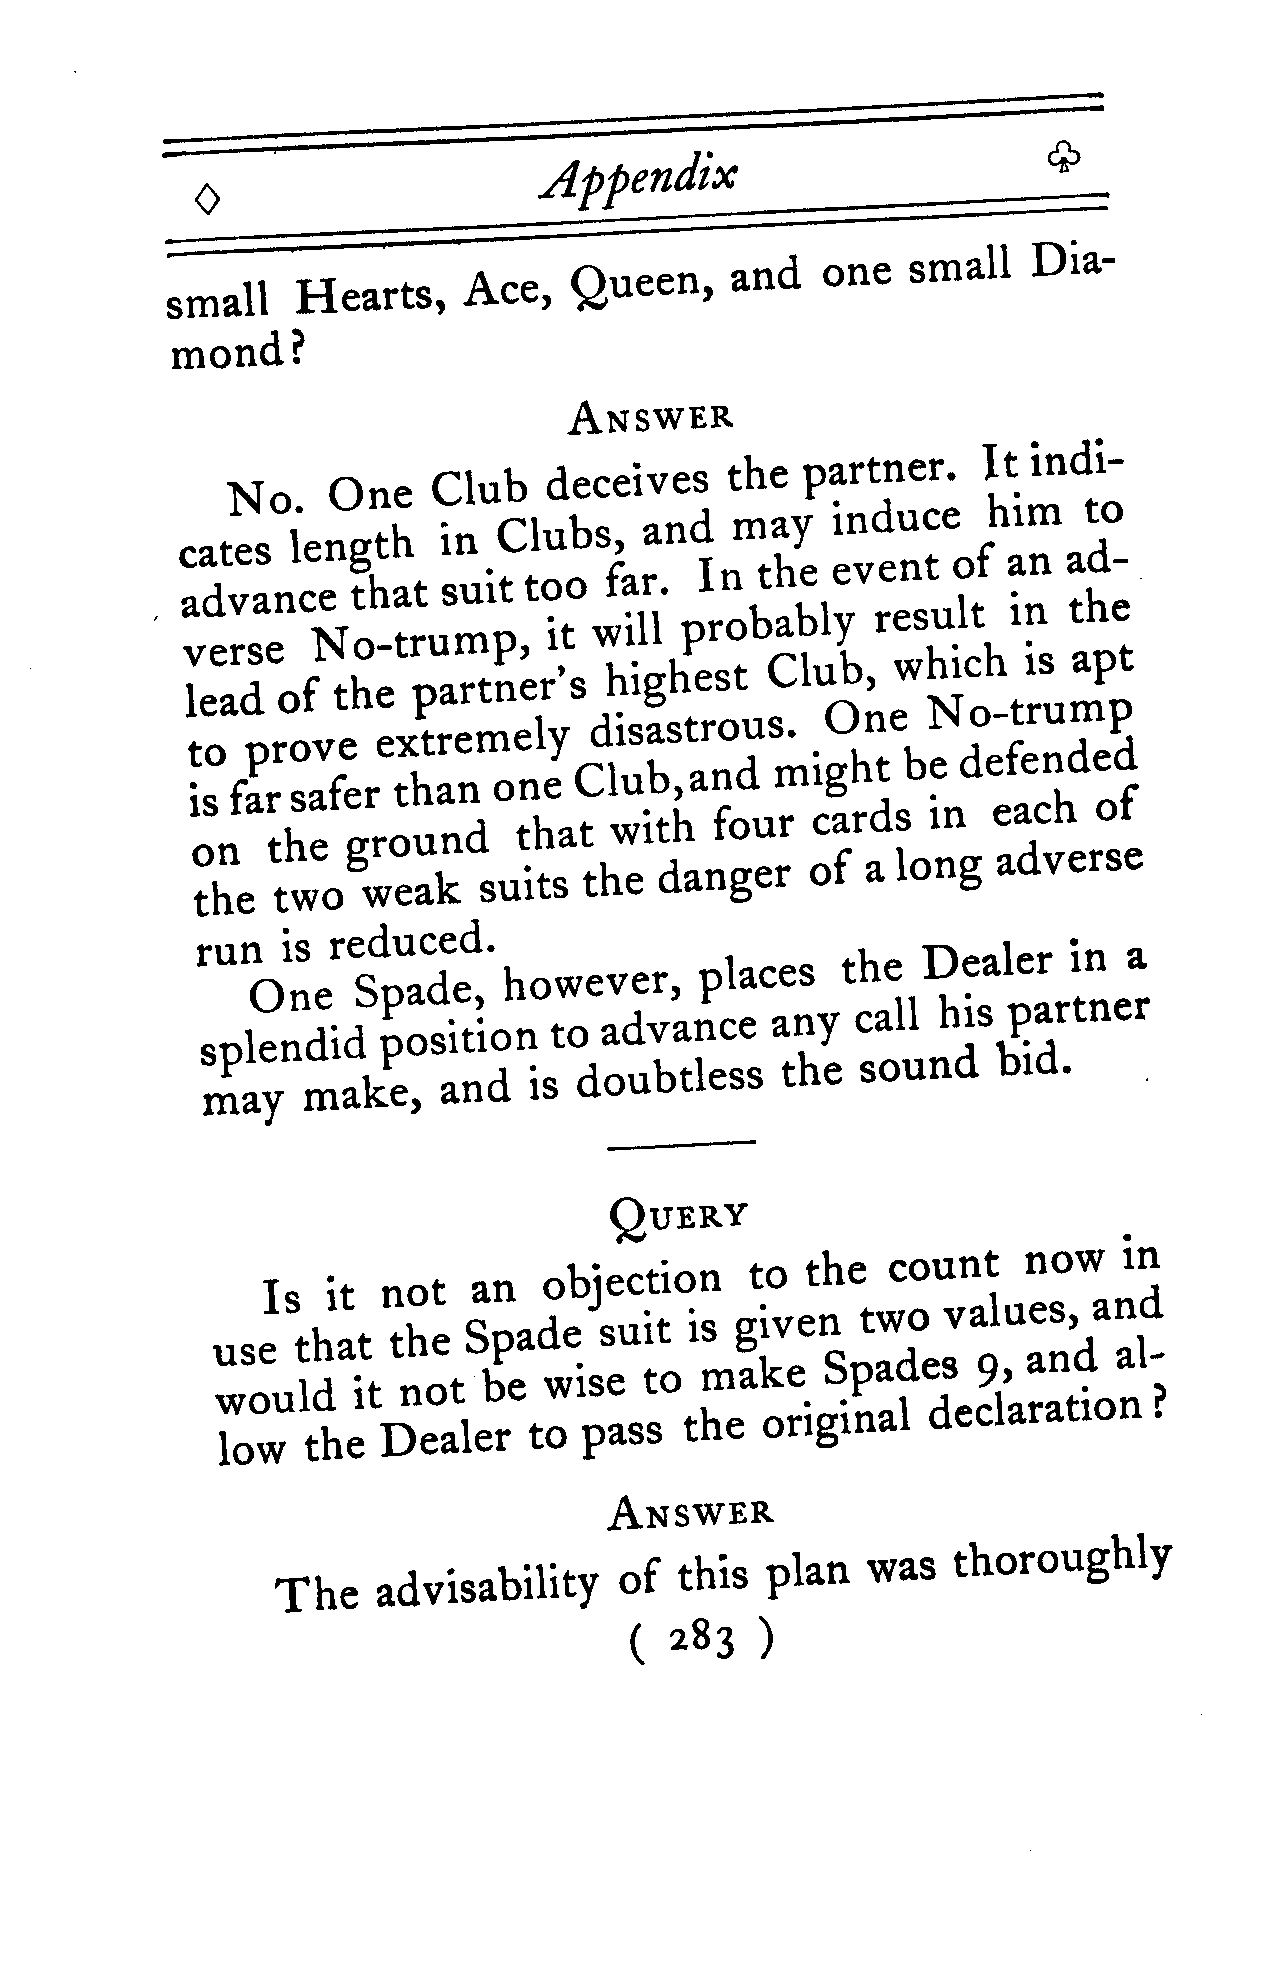 Appendix
small Hearts, Ace, Queen, and one small Dia-
mond?
ANSWER
No. One Club deceives the partner. It indi-
cates length in Clubs, and may induce him to
advance that suit too far. In the event of an ad-
verse No-trump, it will probably result in the
lead of the partner's highest Club, which is apt
to prove extremely disastrous. One No-trump
is far safer than one Club, and might be defended
on the ground that with four cards in each of
the two weak suits the danger of a long adverse
run is reduced.
One Spade, however, places the Dealer in a
splendid position to advance any call his partner
may make, and is doubtless the sound bid.
QUERY
Is it not an objection to the count now in
use that the Spade suit is given two values, and
would it not be wise to make Spades 9, and al-
low the Dealer to pass the original declaration?
ANSWER
The advisability of this plan was thoroughly
( 283 )